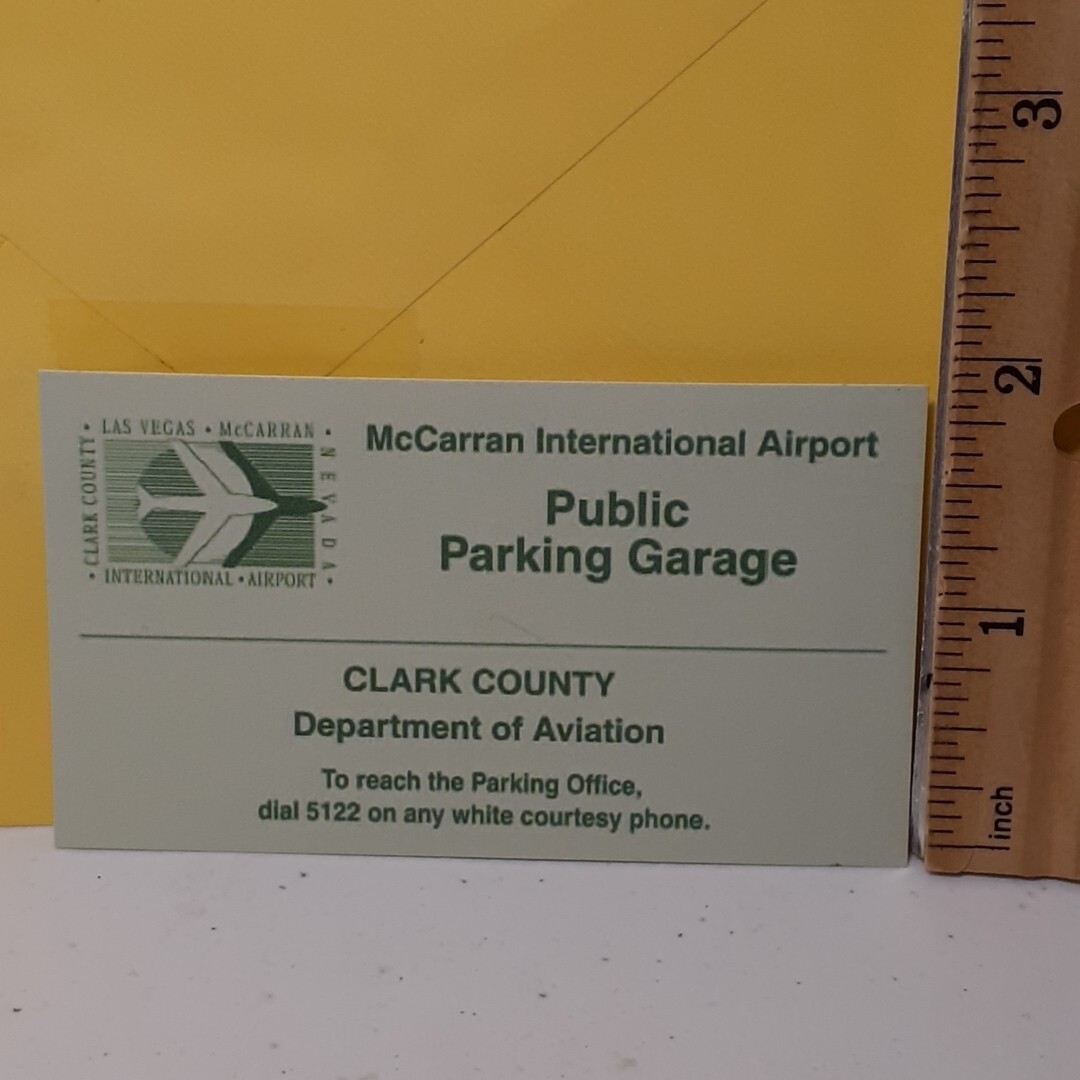 • LAS VEGAS • McCARRAN •
NEVADA
CLARK COUNTY
• INTERNATIONAL • AIRPORT •
McCarran International Airport
Public
Parking Garage
CLARK COUNTY
Department of Aviation
To reach the Parking Office,
dial 5122 on any white courtesy phone.
3
2
1
inch